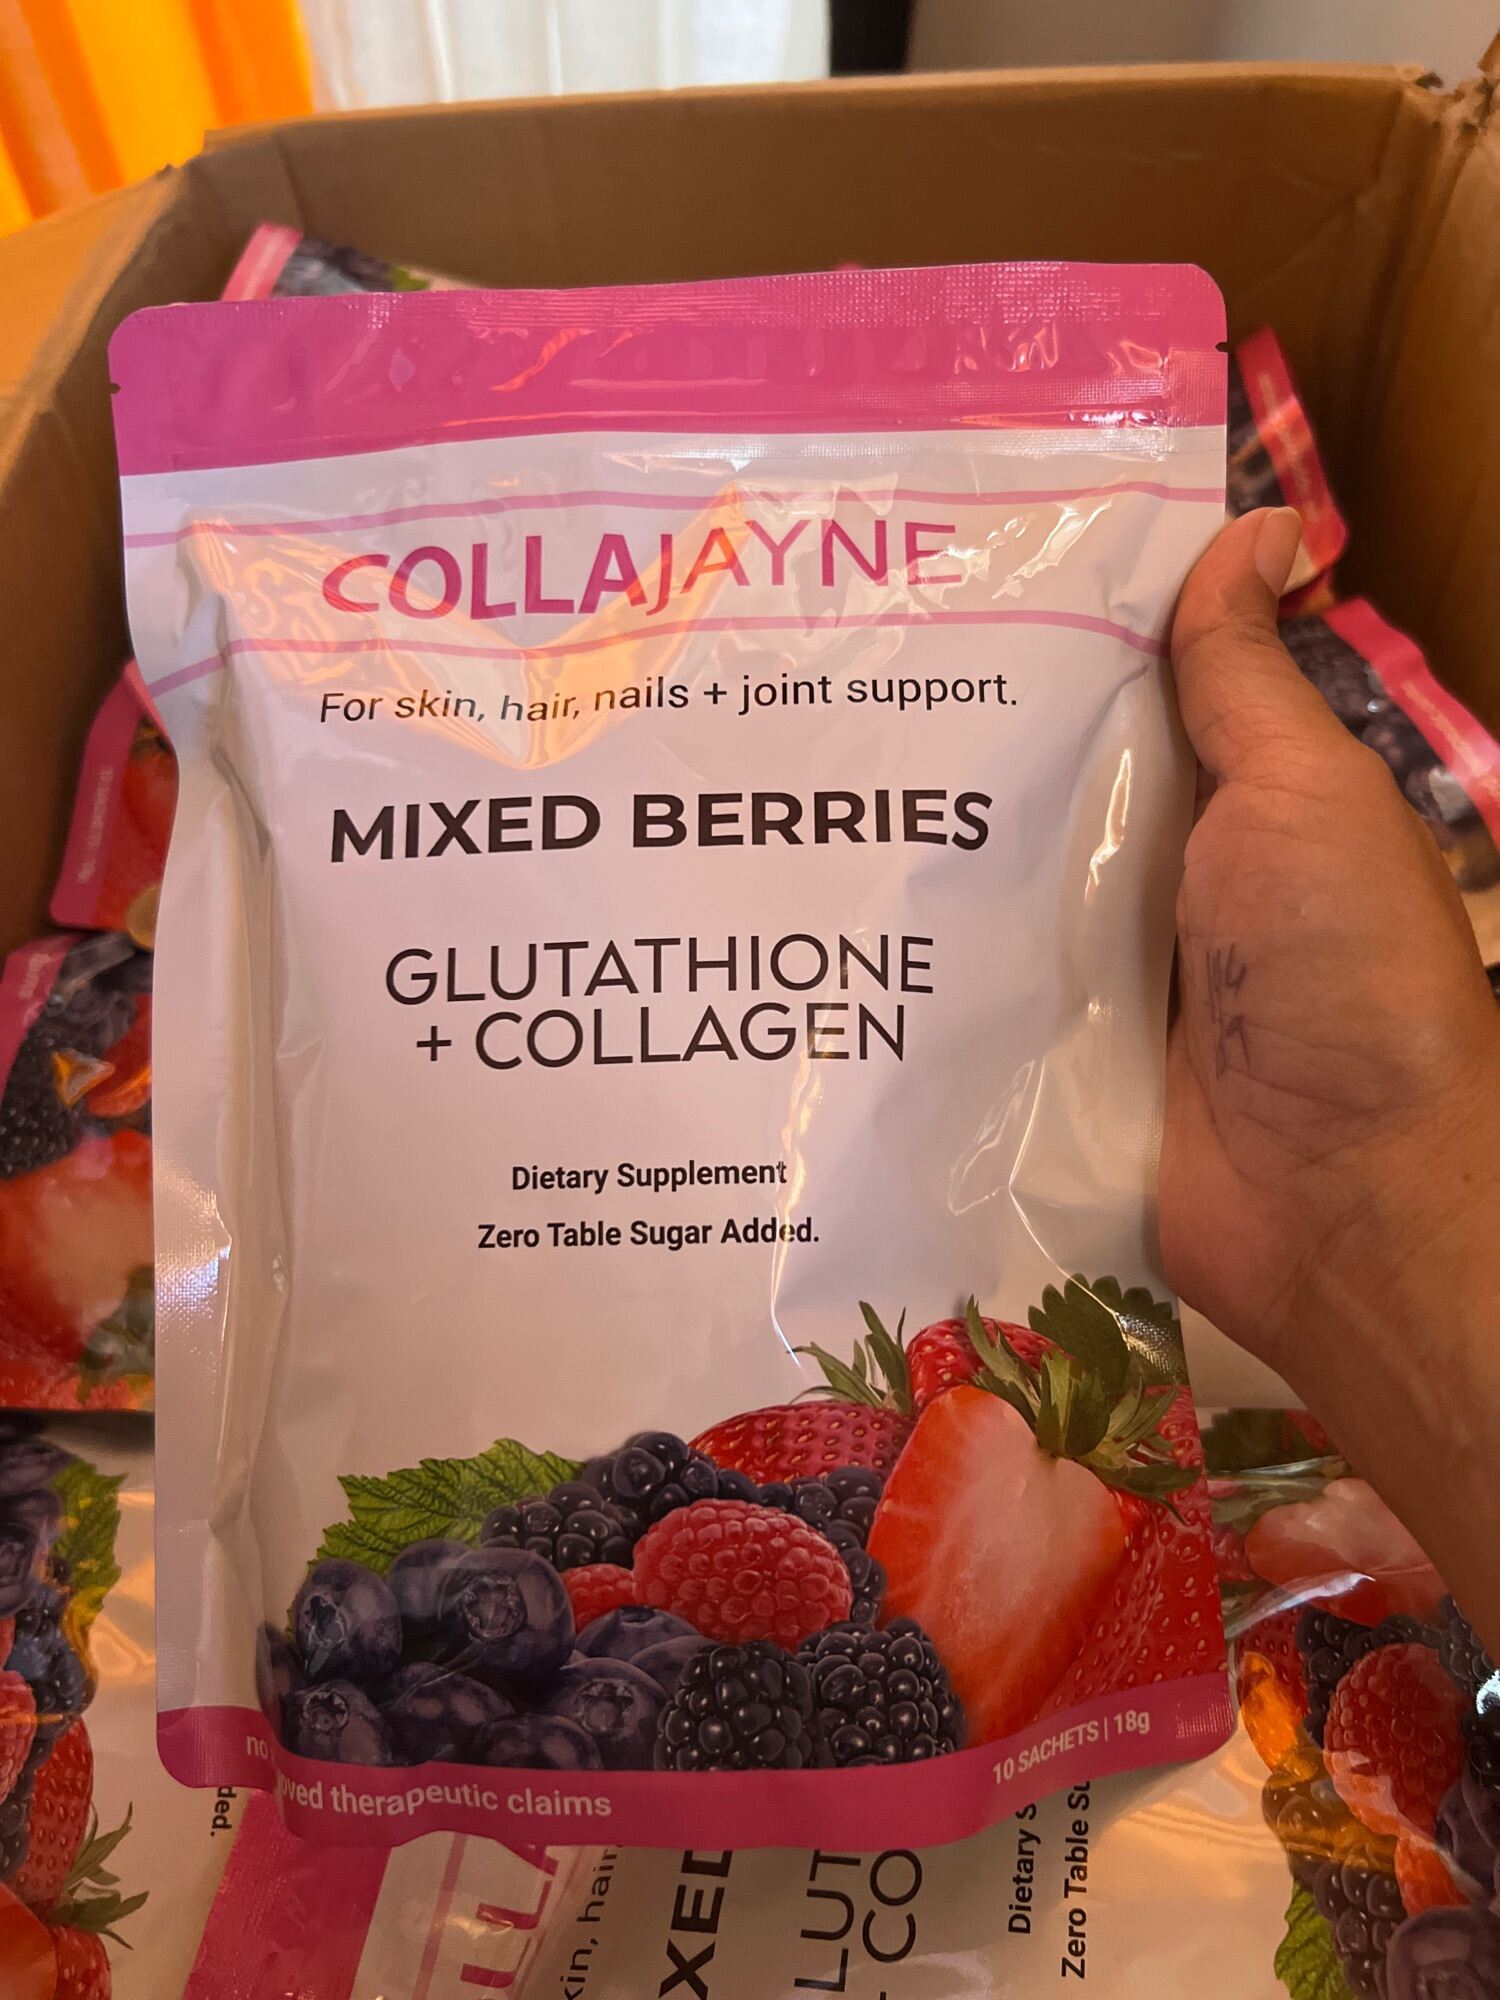 COLLAJAYNE
For skin, hair, nails + joint support.
MIXED BERRIES
GLUTATHIONE
+ COLLAGEN
Dietary Supplement
Zero Table Sugar Added.
no
therapeutic claims
10 SACHETS | 18g